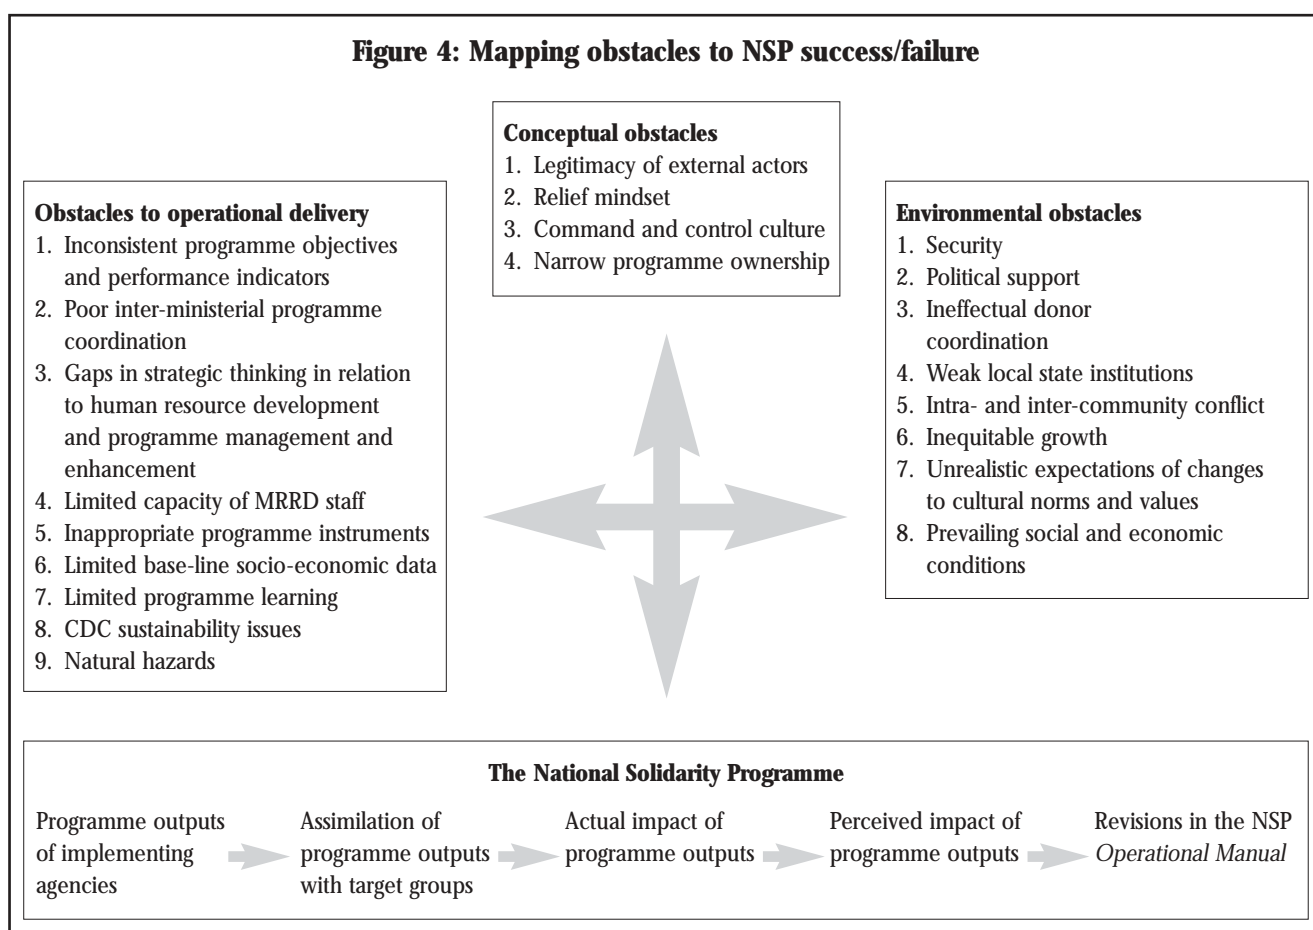 Figure 4: Mapping obstacles to NSP success/failure
Conceptual obstacles
1. Legitimacy of external actors
2. Relief mindset
3. Command and control culture
4. Narrow programme ownership
Obstacles to operational delivery
1. Inconsistent programme objectives
and performance indicators
2. Poor inter-ministerial programme
coordination
3. Gaps in strategic thinking in relation
to human resource development
and programme management and
enhancement
4. Limited capacity of MRRD staff
5. Inappropriate programme instruments
6. Limited base-line socio-economic data
7. Limited programme learning
8. CDC sustainability issues
9. Natural hazards
Environmental obstacles
1. Security
2. Political support
3. Ineffectual donor
coordination
4. Weak local state institutions
5. Intra- and inter-community conflict
6. Inequitable growth
7. Unrealistic expectations of changes
to cultural norms and values
8. Prevailing social and economic
conditions
The National Solidarity Programme
Programme outputs
of implementing
agencies
Assimilation of
programme outputs
with target groups
Actual impact of
programme outputs
Perceived impact of
programme outputs
Revisions in the NSP
Operational Manual